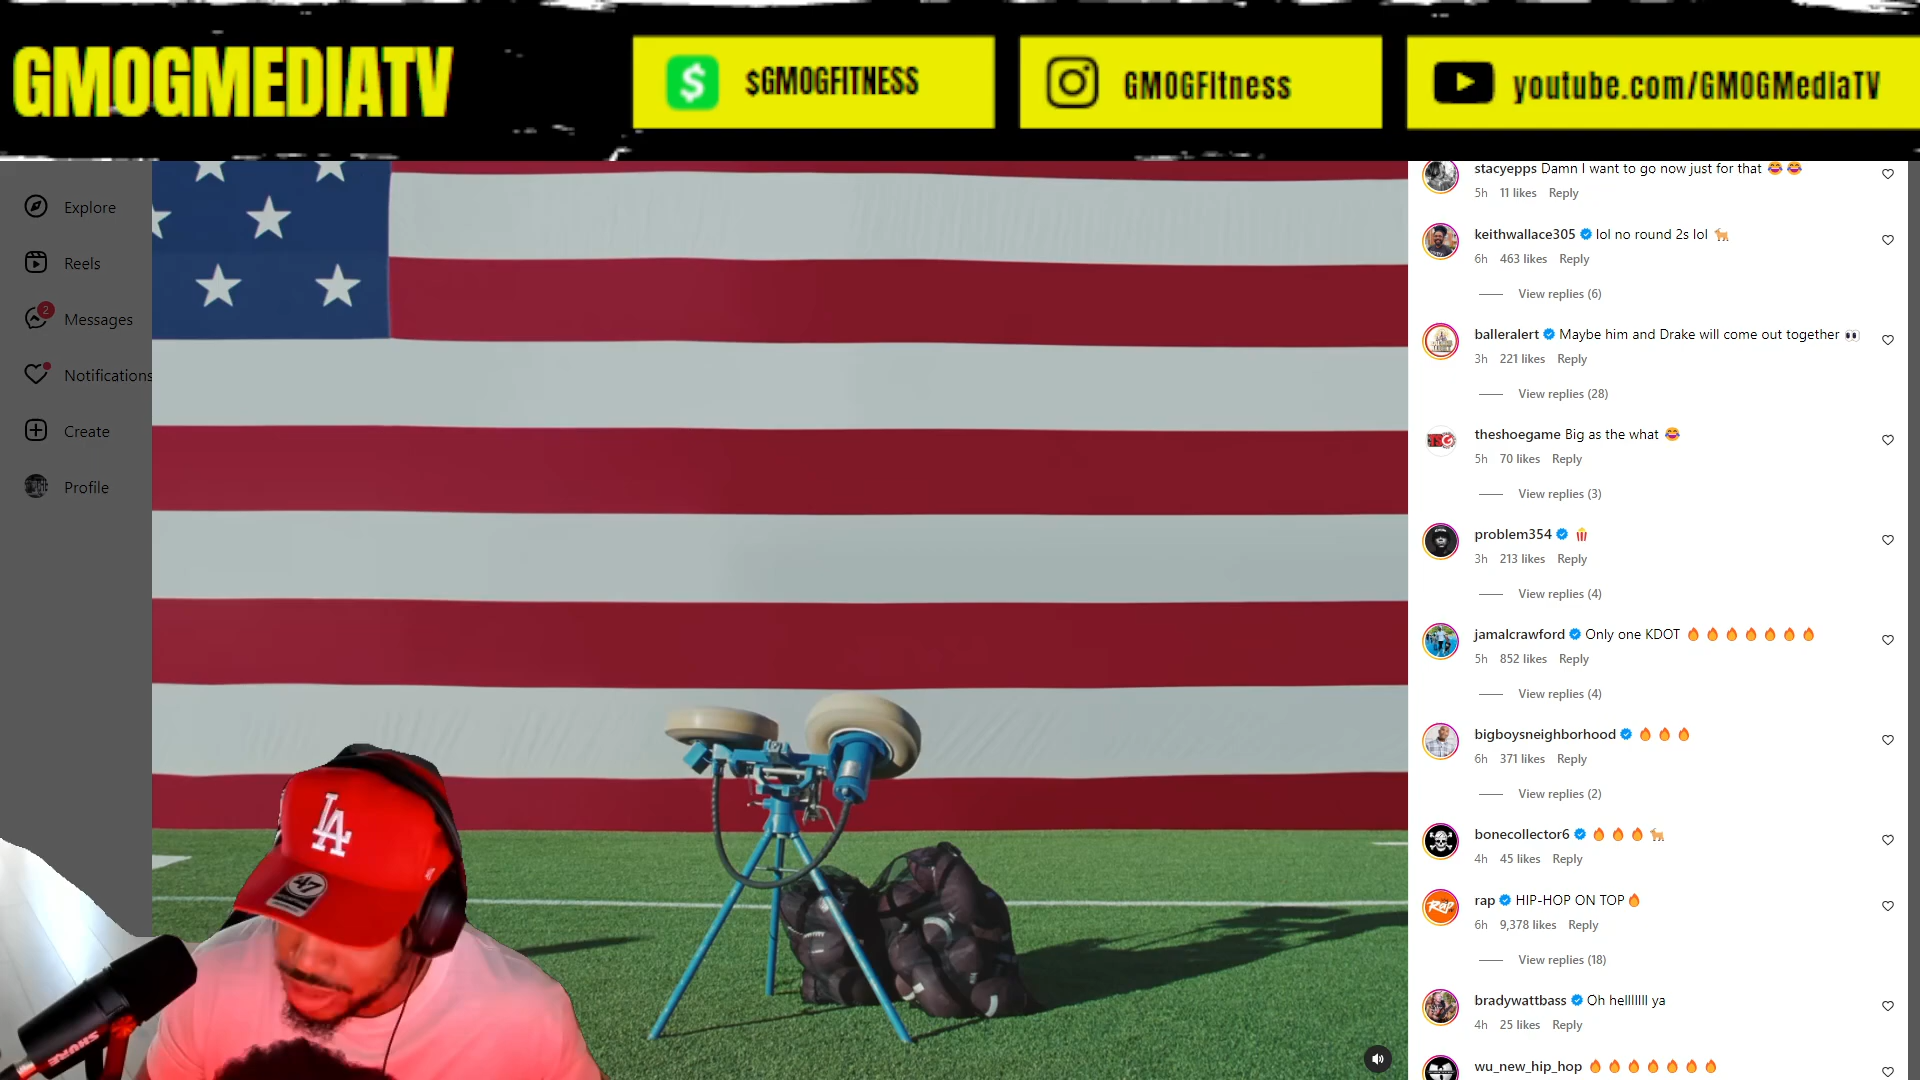 GMOGMEDIATV
$GMOGFITNESS
GMOGFItness
youtube.com/GMOGMedIaTV
Explore
Reels
2
Messages
Notifications
Create
Profile
LA
47
SHURE
stacyepps Damn I want to go now just for that 😂 😂
5h 11 likes Reply
keithwallace305 lol no round 2s lol 🐐
6h 463 likes Reply
View replies (6)
balleralert Maybe him and Drake will come out together 👀
3h 221 likes Reply
View replies (28)
theshoegame Big as the what 😂
5h 70 likes Reply
View replies (3)
problem354 🍿
3h 213 likes Reply
View replies (4)
jamalcrawford Only one KDOT 🔥 🔥 🔥 🔥 🔥 🔥 🔥
5h 852 likes Reply
View replies (4)
bigboysneighborhood 🔥 🔥 🔥
6h 371 likes Reply
View replies (2)
bonecollector6 🔥 🔥 🔥 🐐
4h 45 likes Reply
rap HIP-HOP ON TOP🔥
6h 9,378 likes Reply
View replies (18)
bradywattbass Oh helllllll ya
4h 25 likes Reply
wu_new_hip_hop 🔥 🔥 🔥 🔥 🔥 🔥 🔥